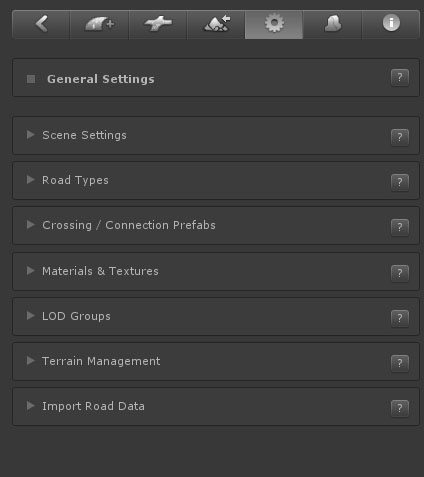 General Settings ?
Scene Settings ?
Road Types ?
Crossing / Connection Prefabs ?
Materials & Textures ?
LOD Groups ?
Terrain Management ?
Import Road Data ?